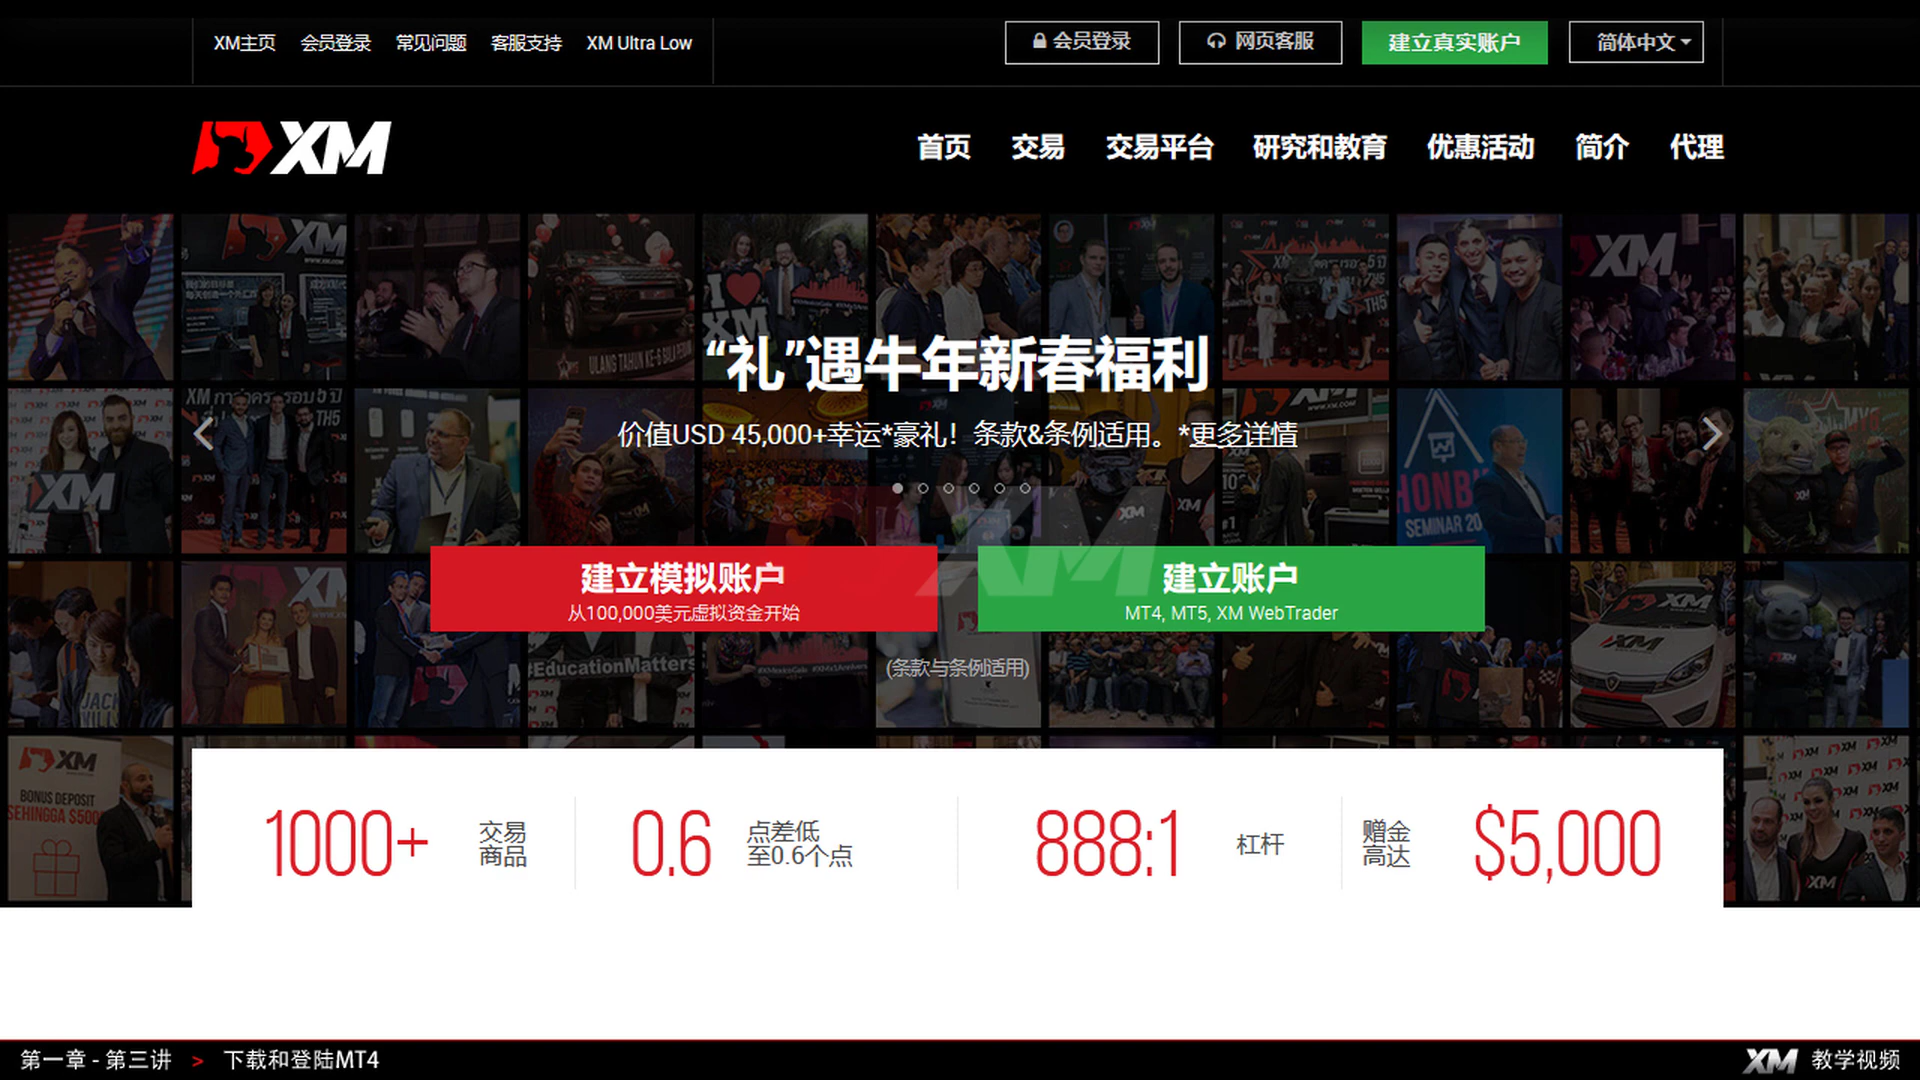 XM主页 会员登录 常见问题 客服支持 XM Ultra Low
会员登录 网页客服 建立真实账户 简体中文
XM
首页 交易 交易平台 研究和教育 优惠活动 简介 代理
“礼”遇牛年新春福利
价值USD 45,000+幸运*豪礼！条款&条例适用。*更多详情
建立模拟账户
从100,000美元虚拟资金开始
建立账户
MT4, MT5, XM WebTrader
(条款与条例适用)
#EducationMatters
BONUS DEPOSIT
SEHINGGA $500
1000+ 交易
商品
0.6 点差低
至0.6个点
888:1 杠杆
赠金
高达 $5,000
第一章 - 第三讲 > 下载和登陆MT4
XM 教学视频